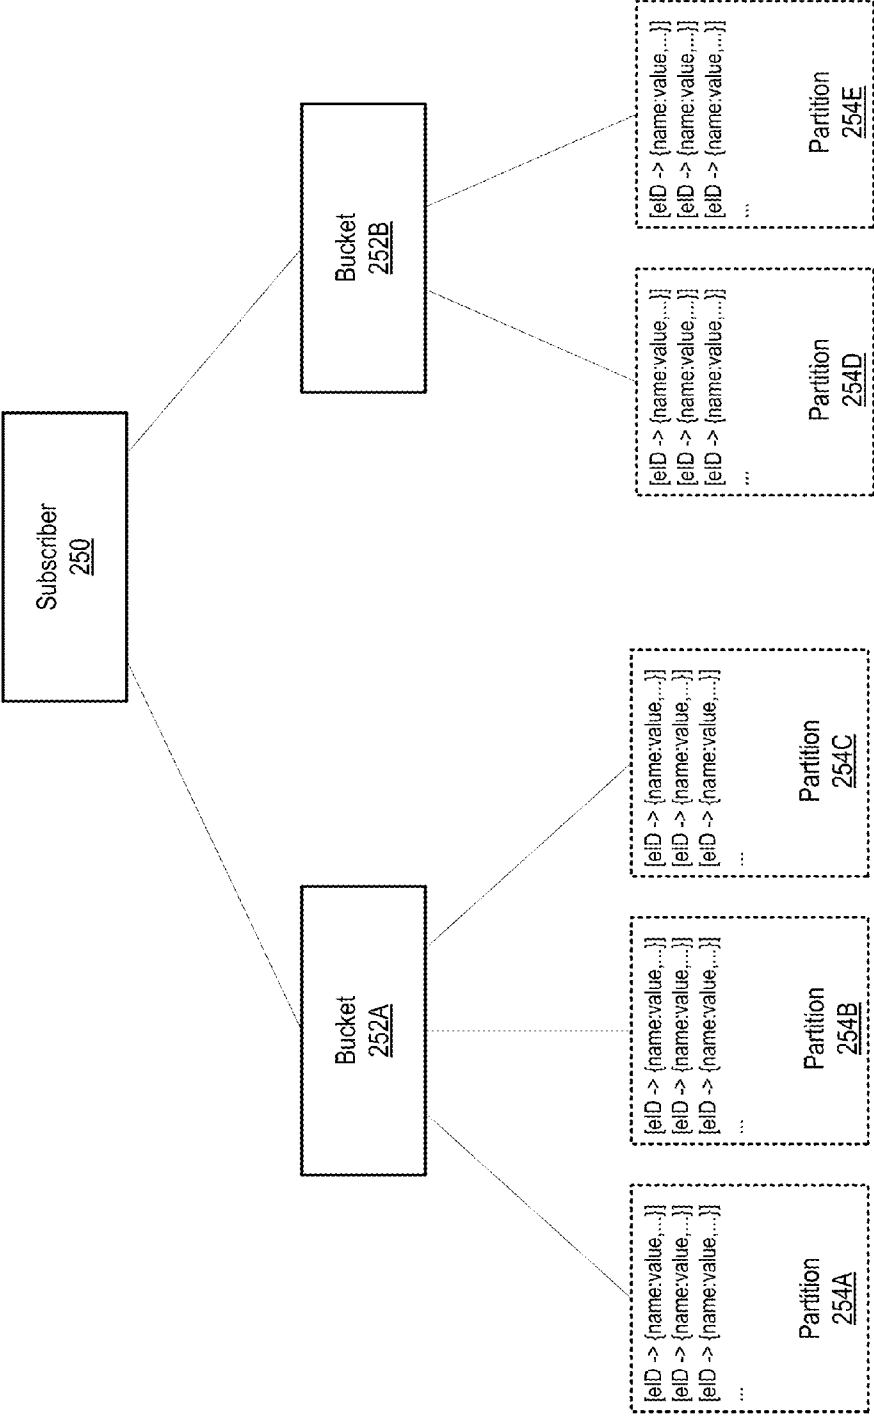 Subscriber
250
Bucket
252A
Bucket
252B
[eID -> {name:value,...}]
[eID -> {name:value,...}]
[eID -> {name:value,...}]
...
Partition
254A
[eID -> {name:value,...}]
[eID -> {name:value,...}]
[eID -> {name:value,...}]
...
Partition
254B
[eID -> {name:value,...}]
[eID -> {name:value,...}]
[eID -> {name:value,...}]
...
Partition
254C
[eID -> {name:value,...}]
[eID -> {name:value,...}]
[eID -> {name:value,...}]
...
Partition
254D
[eID -> {name:value,...}]
[eID -> {name:value,...}]
[eID -> {name:value,...}]
...
Partition
254E